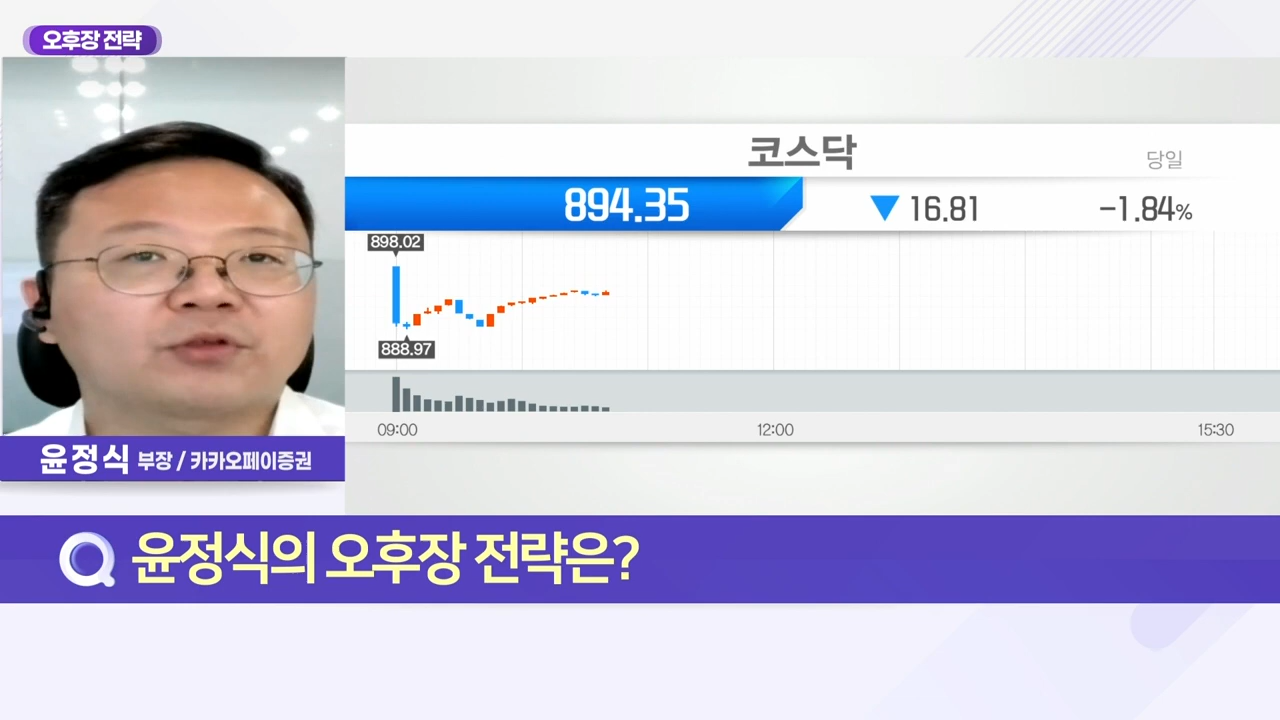 오후장 전략
코스닥
당일
894.35 ▼ 16.81 -1.84%
898.02
888.97
09:00 12:00 15:30
윤정식 부장 / 카카오페이증권
Q 윤정식의 오후장 전략은?